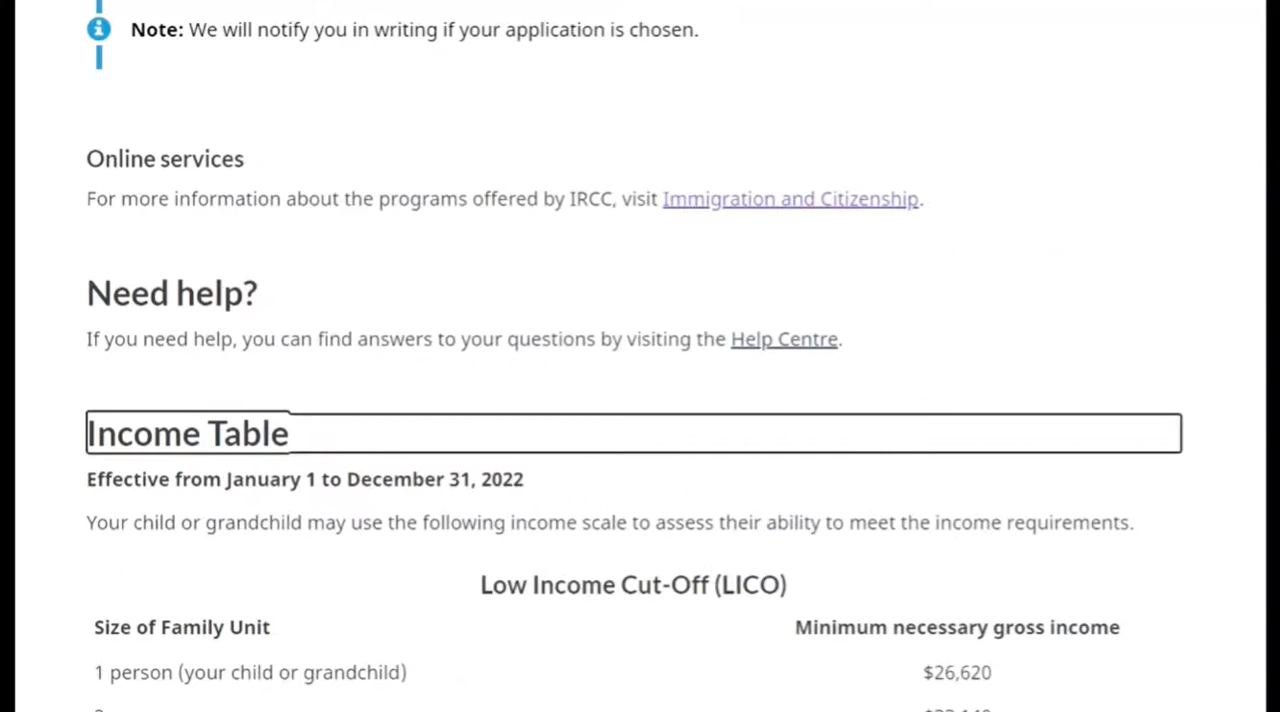 Note: We will notify you in writing if your application is chosen.
Online services
For more information about the programs offered by IRCC, visit Immigration and Citizenship.
Need help?
If you need help, you can find answers to your questions by visiting the Help Centre.
Income Table
Effective from January 1 to December 31, 2022
Your child or grandchild may use the following income scale to assess their ability to meet the income requirements.
Low Income Cut-Off (LICO)
Size of Family Unit Minimum necessary gross income
1 person (your child or grandchild) $26,620